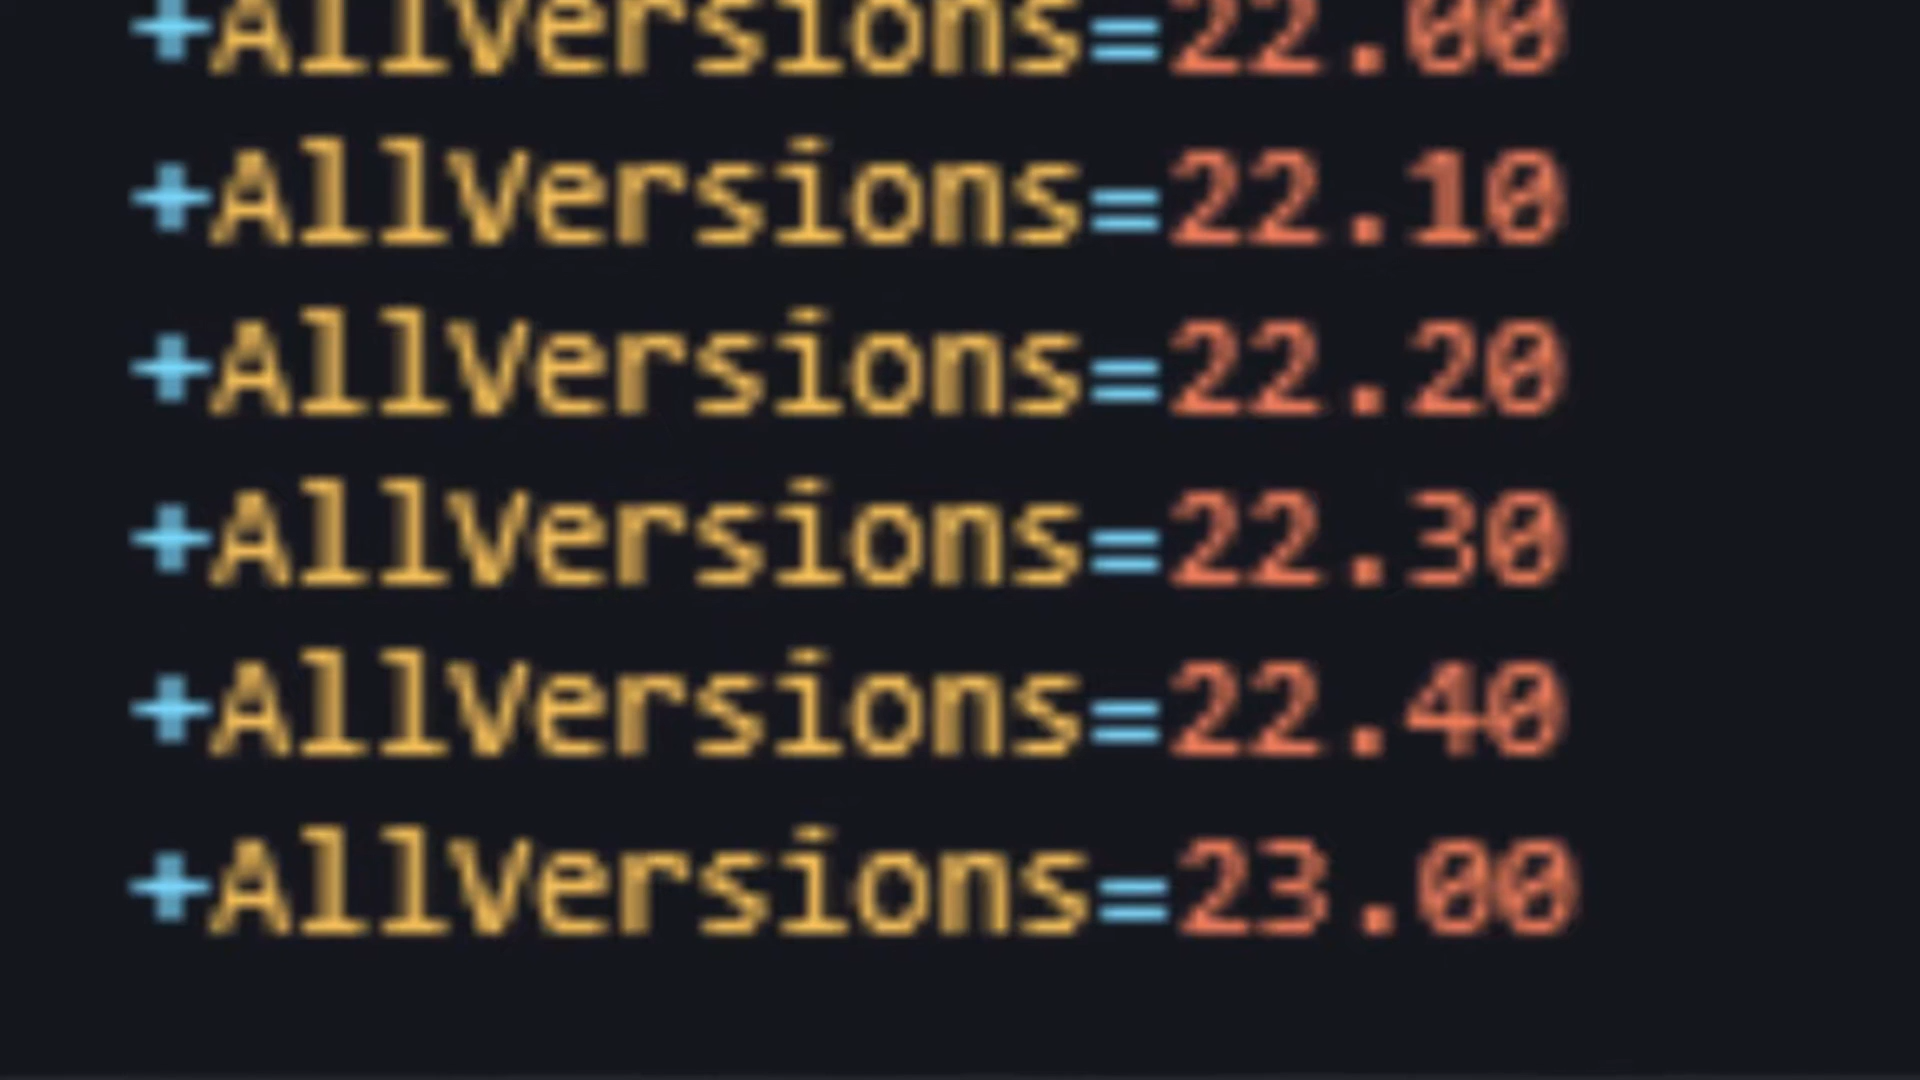 +AllVersions=22.00
+AllVersions=22.10
+AllVersions=22.20
+AllVersions=22.30
+AllVersions=22.40
+AllVersions=23.00